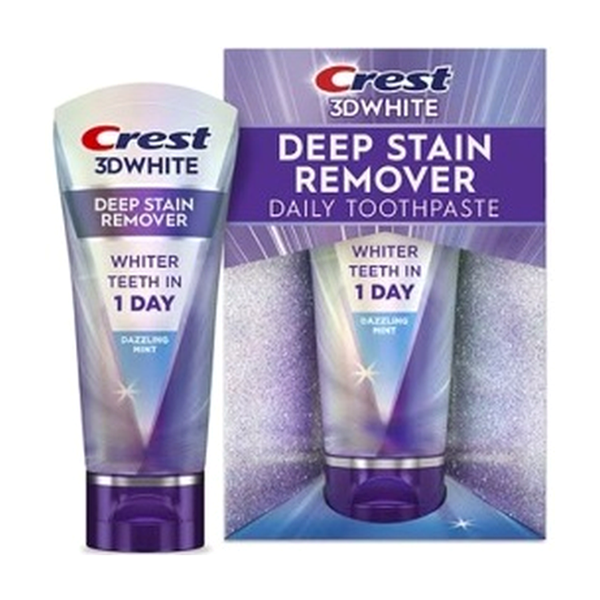 Crest
3DWHITE
DEEP STAIN
REMOVER
WHITER
TEETH IN
1 DAY
DAZZLING
MINT
Crest
3DWHITE
DEEP STAIN
REMOVER
DAILY TOOTHPASTE
WHITER
TEETH IN
1 DAY
DAZZLING
MINT